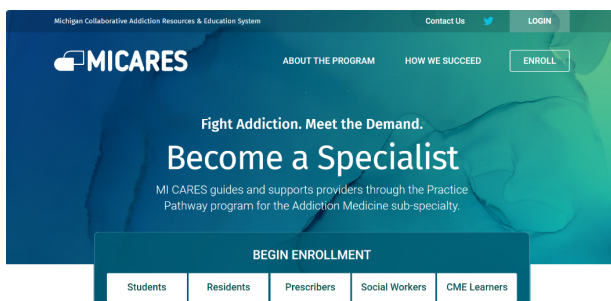 Michigan Collaborative Addiction Resources & Education System
Contact Us
LOGIN
MICARES
ABOUT THE PROGRAM
HOW WE SUCCEED
ENROLL
Fight Addiction. Meet the Demand.
Become a Specialist
MI CARES guides and supports providers through the Practice
Pathway program for the Addiction Medicine sub-specialty.
BEGIN ENROLLMENT
Students
Residents
Prescribers
Social Workers
CME Learners